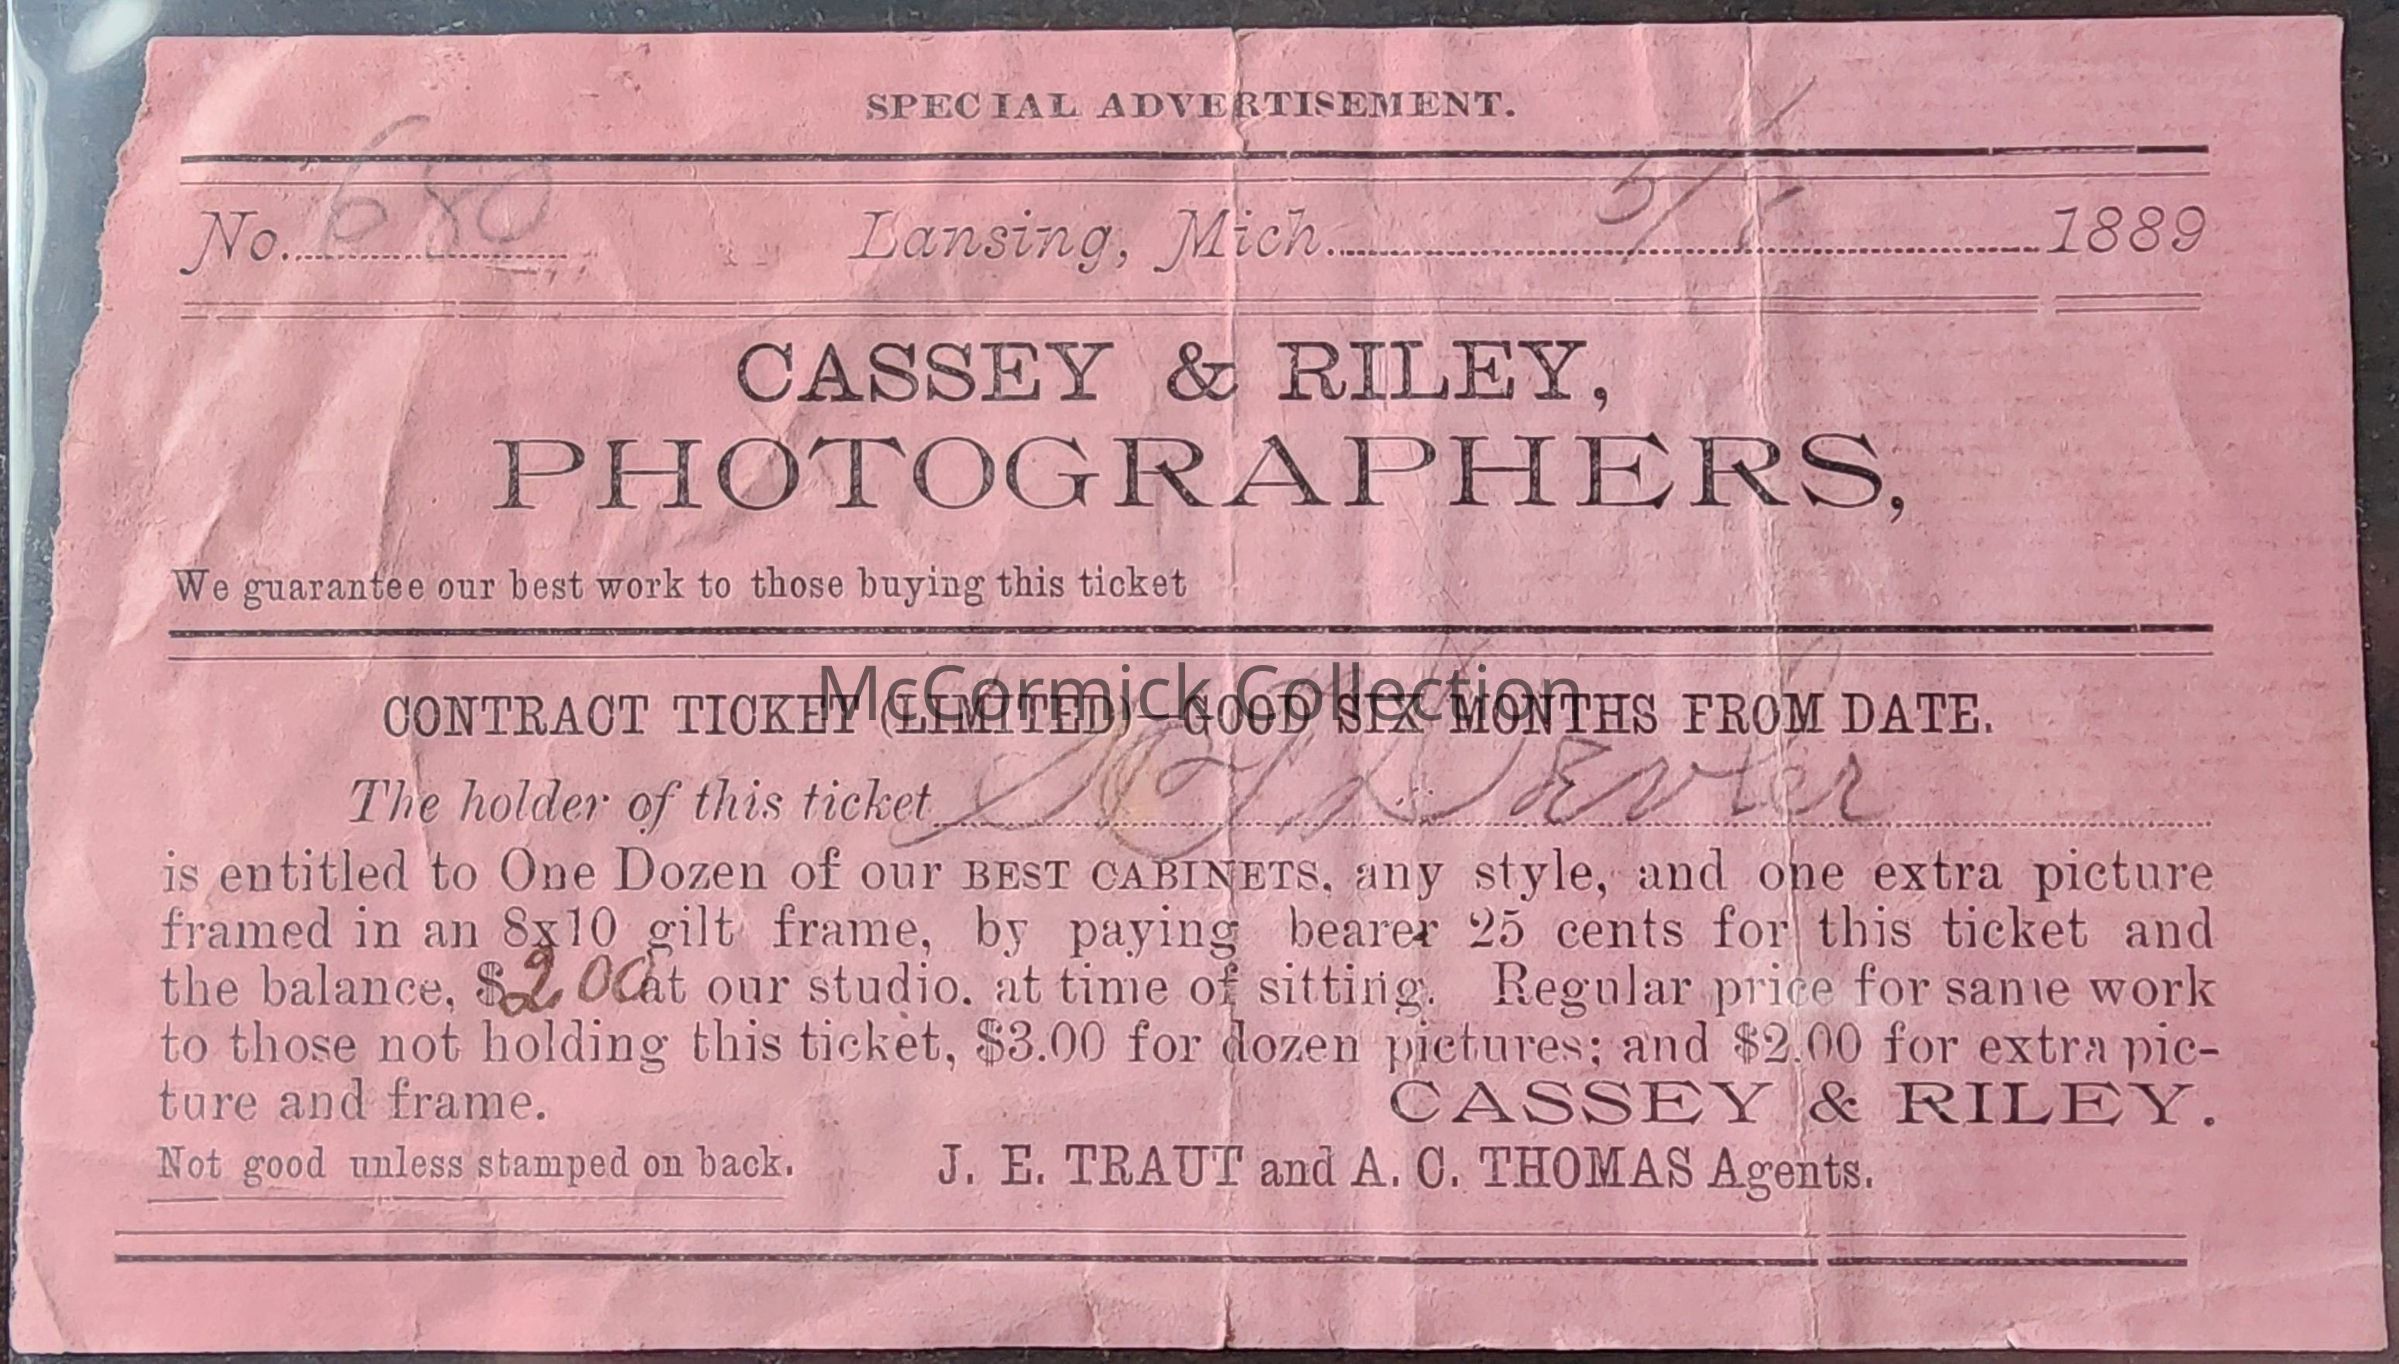 SPECIAL ADVERTISEMENT.
No. 680 Lansing, Mich. 1889
CASSEY & RILEY,
PHOTOGRAPHERS,
We guarantee our best work to those buying this ticket
McCormick Collection
CONTRACT TICKET (LIMITED)—GOOD SIX MONTHS FROM DATE.
The holder of this ticket
is entitled to One Dozen of our BEST CABINETS, any style, and one extra picture
framed in an 8x10 gilt frame, by paying bearer 25 cents for this ticket and
the balance, $2.00 at our studio. at time of sitting. Regular price for same work
to those not holding this ticket, $3.00 for dozen pictures; and $2.00 for extra pic-
ture and frame.
CASSEY & RILEY.
Not good unless stamped on back. J. E. TRAUT and A. C. THOMAS Agents.